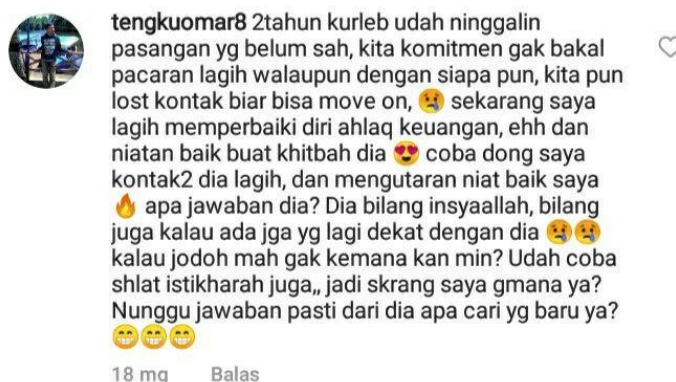 tengkuomar8 2tahun kurleb udah ninggalin
pasangan yg belum sah, kita komitmen gak bakal
pacaran lagih walaupun dengan siapa pun, kita pun
lost kontak biar bisa move on, 😢 sekarang saya
lagih memperbaiki diri ahlaq keuangan, ehh dan
niatan baik buat khitbah dia 😍 coba dong saya
kontak2 dia lagih, dan mengutaran niat baik saya
🔥 apa jawaban dia? Dia bilang insyaallah, bilang
juga kalau ada jga yg lagi dekat dengan dia 😢😢
kalau jodoh mah gak kemana kan min? Udah coba
shlat istikharah juga,, jadi skrang saya gmana ya?
Nunggu jawaban pasti dari dia apa cari yg baru ya?
😁😁😁
18 mg Balas